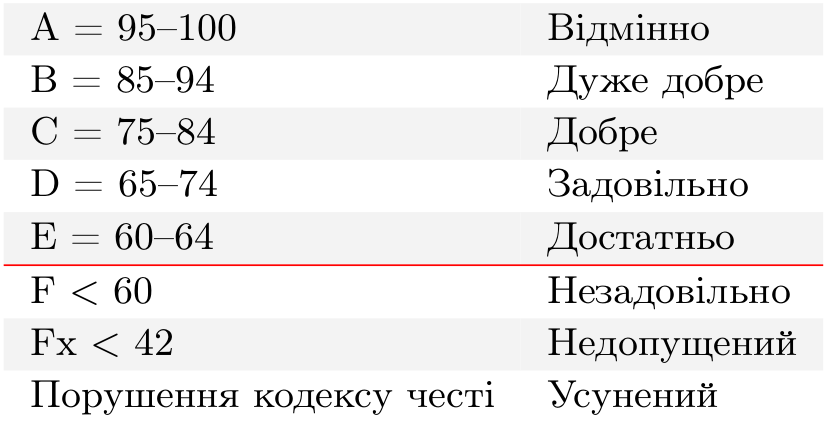 A = 95–100 Відмінно
B = 85–94 Дуже добре
C = 75–84 Добре
D = 65–74 Задовільно
E = 60–64 Достатньо
F < 60 Незадовільно
Fx < 42 Недопущений
Порушення кодексу честі Усунений